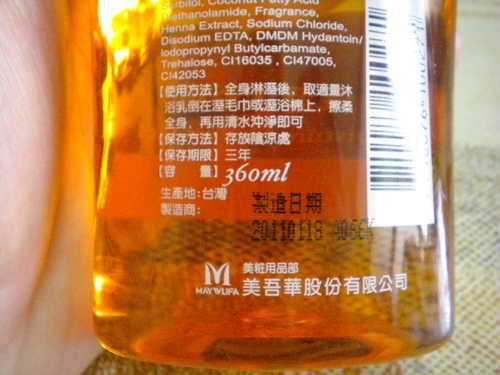 Sorbitol, Coconut Fatty Acid
Diethanolamide, Fragrance,
Henna Extract, Sodium Chloride,
Disodium EDTA, DMDM Hydantoin/
Iodopropynyl Butylcarbamate,
Trehalose, CI16035 , CI47005,
CI42053
【使用方法】全身淋溼後，取適量沐
浴乳倒在溼毛巾或溼浴棉上，擦柔
全身，再用清水沖淨即可
【保存方法】存放陰涼處
【保存期限】三年
【容　量】360ml
生產地:台灣
製造商:
製造日期
20110118
MAYWUFA
美粧用品部
美吾華股份有限公司